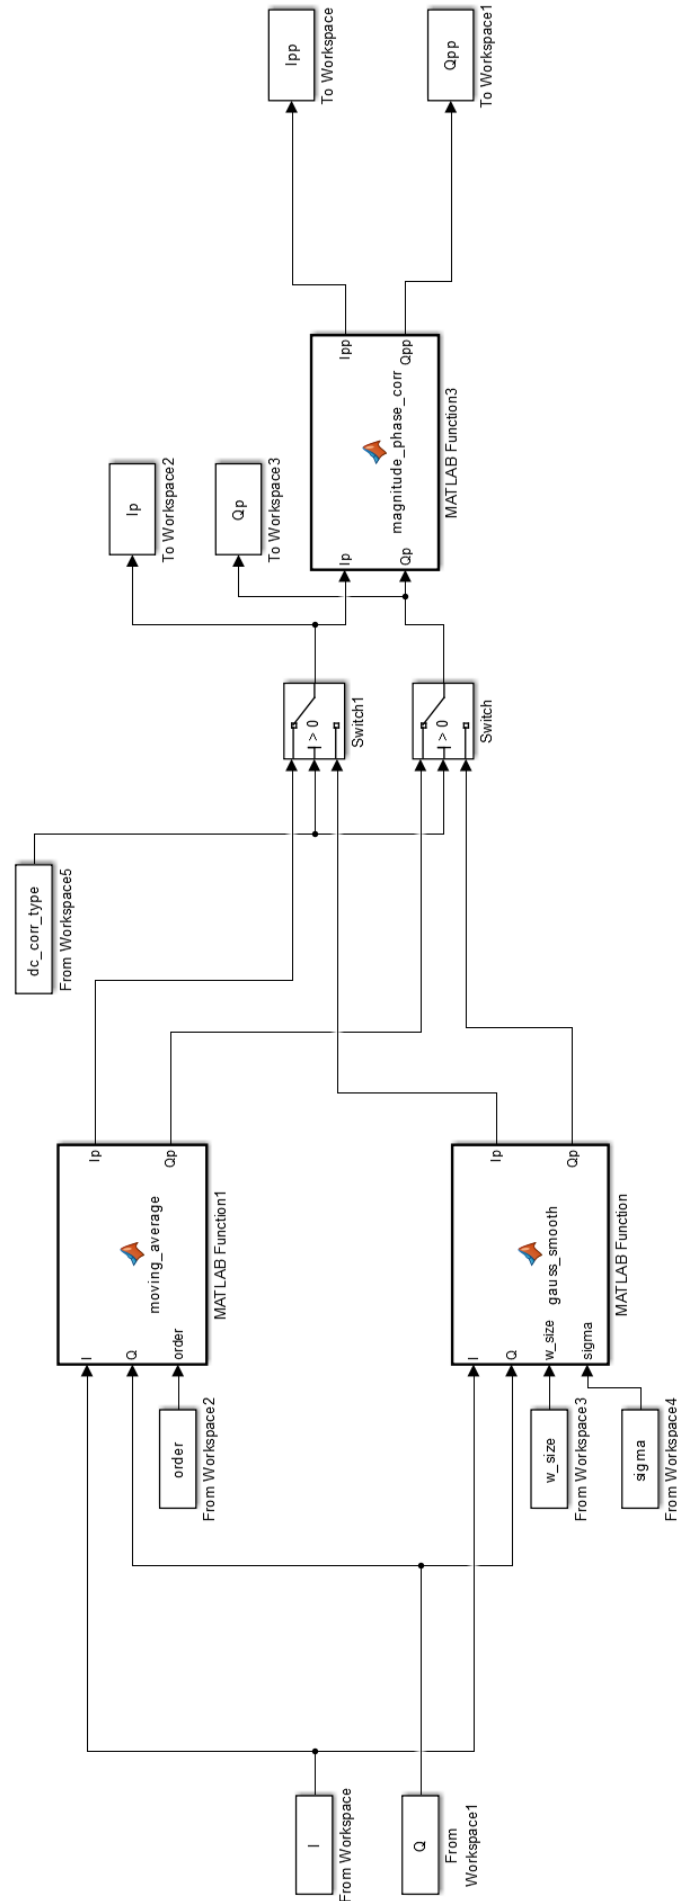 I
From Workspace
Q
From
Workspace1
order
From Workspace2
w_size
From Workspace3
sigma
From Workspace4
I
Q
order
moving_average
Ip
Qp
MATLAB Function1
I
Q
w_size
sigma
gauss_smooth
Ip
Qp
MATLAB Function
dc_corr_type
From Workspace5
> 0
Switch1
> 0
Switch
Ip
To Workspace2
Qp
To Workspace3
Ip
Qp
magnitude_phase_corr
Ipp
Qpp
MATLAB Function3
Ipp
To Workspace
Qpp
To Workspace1